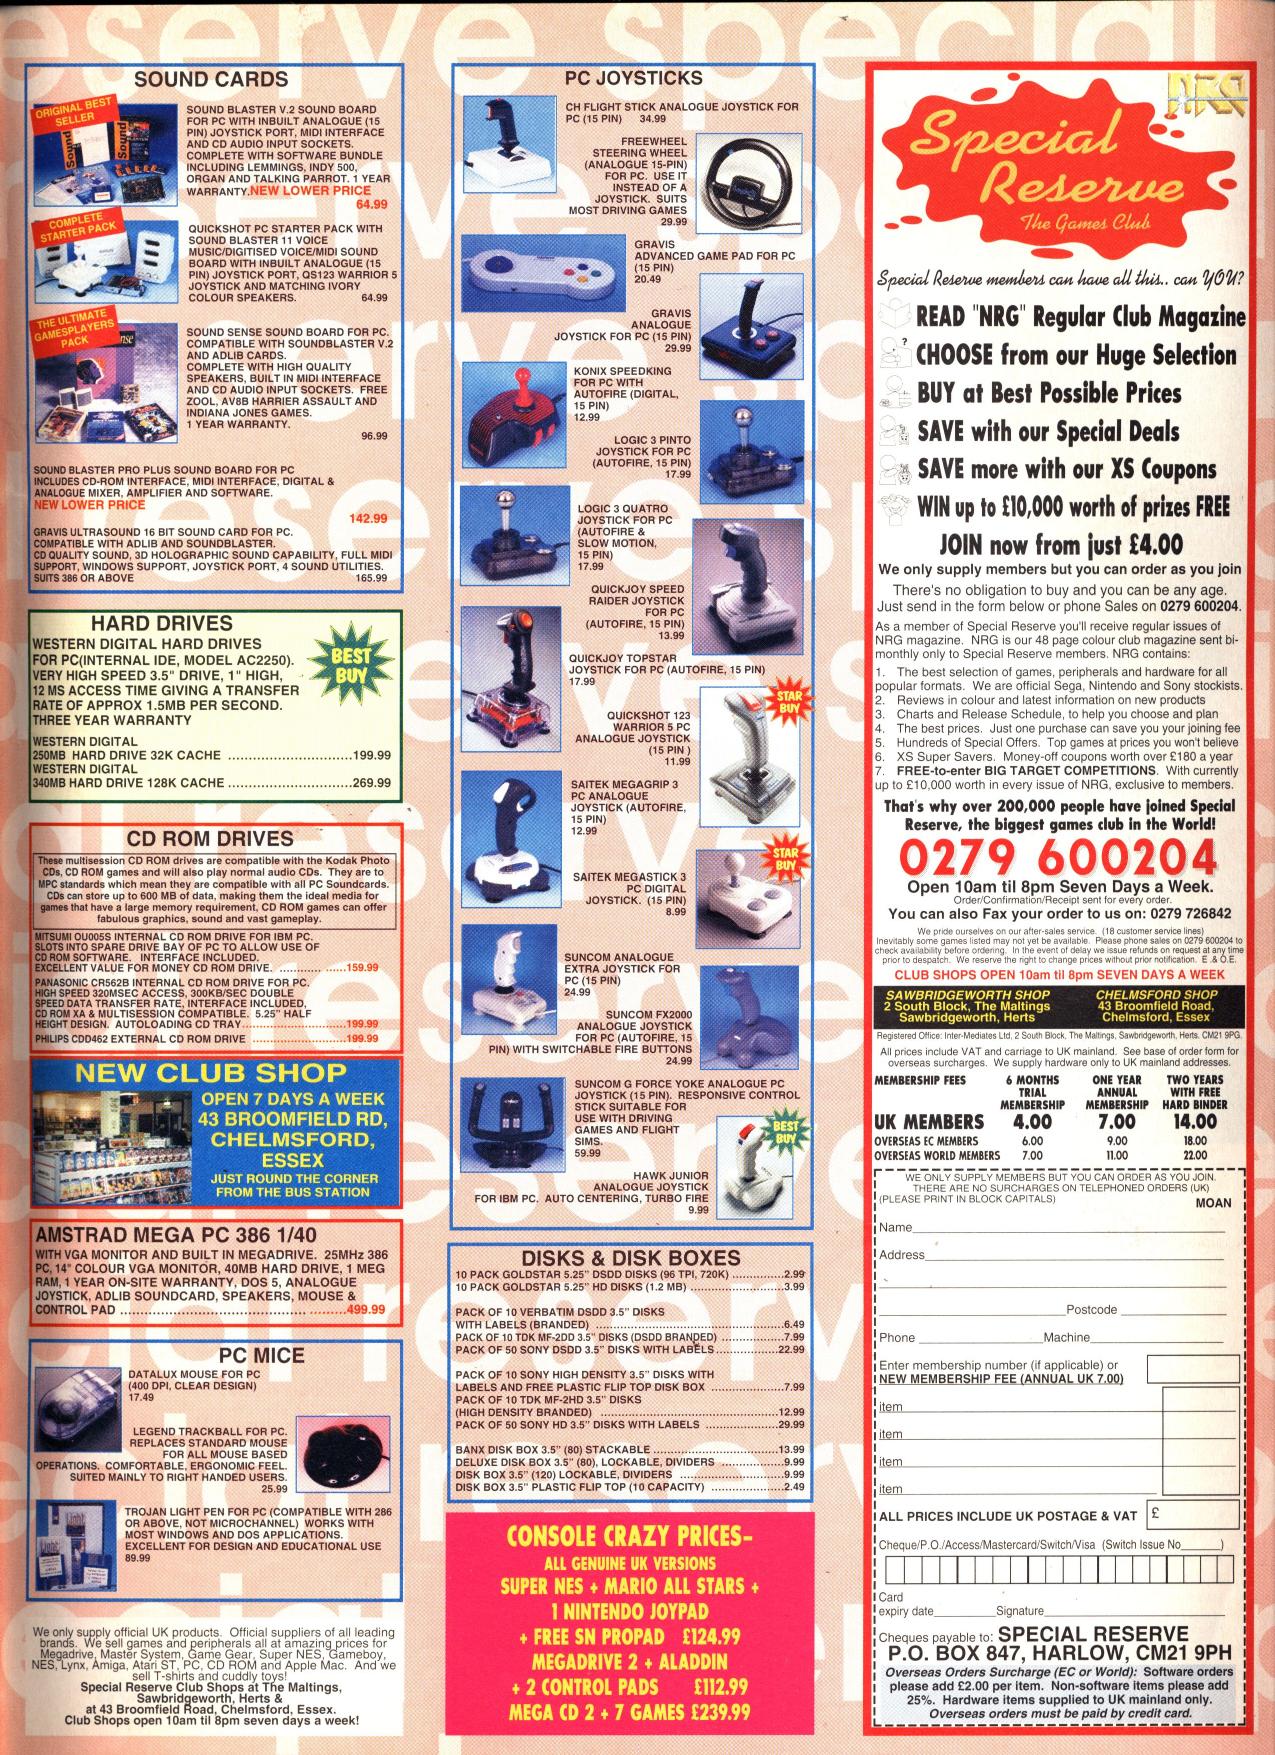 SOUND CARDS
ORIGINAL BEST
SELLER
SOUND BLASTER V.2 SOUND BOARD
FOR PC WITH INBUILT ANALOGUE (15
PIN) JOYSTICK PORT, MIDI INTERFACE
AND CD AUDIO INPUT SOCKETS.
COMPLETE WITH SOFTWARE BUNDLE
INCLUDING LEMMINGS, INDY 500,
ORGAN AND TALKING PARROT. 1 YEAR
WARRANTY. NEW LOWER PRICE
64.99
COMPLETE
STARTER PACK
QUICKSHOT PC STARTER PACK WITH
SOUND BLASTER 11 VOICE
MUSIC/DIGITISED VOICE/MIDI SOUND
BOARD WITH INBUILT ANALOGUE (15
PIN) JOYSTICK PORT, QS123 WARRIOR 5
JOYSTICK AND MATCHING IVORY
COLOUR SPEAKERS. 64.99
THE ULTIMATE
GAMESPLAYERS
PACK
SOUND SENSE SOUND BOARD FOR PC.
COMPATIBLE WITH SOUNDBLASTER V.2
AND ADLIB CARDS.
COMPLETE WITH HIGH QUALITY
SPEAKERS, BUILT IN MIDI INTERFACE
AND CD AUDIO INPUT SOCKETS. FREE
ZOOL, AV8B HARRIER ASSAULT AND
INDIANA JONES GAMES.
1 YEAR WARRANTY.
96.99
SOUND BLASTER PRO PLUS SOUND BOARD FOR PC
INCLUDES CD-ROM INTERFACE, MIDI INTERFACE, DIGITAL &
ANALOGUE MIXER, AMPLIFIER AND SOFTWARE.
NEW LOWER PRICE
142.99
GRAVIS ULTRASOUND 16 BIT SOUND CARD FOR PC.
COMPATIBLE WITH ADLIB AND SOUNDBLASTER.
CD QUALITY SOUND, 3D HOLOGRAPHIC SOUND CAPABILITY, FULL MIDI
SUPPORT, WINDOWS SUPPORT, JOYSTICK PORT, 4 SOUND UTILITIES.
SUITS 386 OR ABOVE 165.99
HARD DRIVES
WESTERN DIGITAL HARD DRIVES
FOR PC(INTERNAL IDE, MODEL AC2250).
VERY HIGH SPEED 3.5" DRIVE, 1" HIGH,
12 MS ACCESS TIME GIVING A TRANSFER
RATE OF APPROX 1.5MB PER SECOND.
THREE YEAR WARRANTY
BEST
BUY
WESTERN DIGITAL
250MB HARD DRIVE 32K CACHE ......................199.99
WESTERN DIGITAL
340MB HARD DRIVE 128K CACHE ......................269.99
CD ROM DRIVES
These multisession CD ROM drives are compatible with the Kodak Photo
CDs, CD ROM games and will also play normal audio CDs. They are to
MPC standards which mean they are compatible with all PC Soundcards.
CDs can store up to 600 MB of data, making them the ideal media for
games that have a large memory requirement, CD ROM games can offer
fabulous graphics, sound and vast gameplay.
MITSUMI OU005S INTERNAL CD ROM DRIVE FOR IBM PC.
SLOTS INTO SPARE DRIVE BAY OF PC TO ALLOW USE OF
CD ROM SOFTWARE. INTERFACE INCLUDED.
EXCELLENT VALUE FOR MONEY CD ROM DRIVE. ............ ......159.99
PANASONIC CR562B INTERNAL CD ROM DRIVE FOR PC.
HIGH SPEED 320MSEC ACCESS, 300KB/SEC DOUBLE
SPEED DATA TRANSFER RATE, INTERFACE INCLUDED,
CD ROM XA & MULTISESSION COMPATIBLE. 5.25" HALF
HEIGHT DESIGN. AUTOLOADING CD TRAY..............................199.99
PHILIPS CDD462 EXTERNAL CD ROM DRIVE ...........................199.99
NEW CLUB SHOP
OPEN 7 DAYS A WEEK
43 BROOMFIELD RD,
CHELMSFORD,
ESSEX
JUST ROUND THE CORNER
FROM THE BUS STATION
AMSTRAD MEGA PC 386 1/40
WITH VGA MONITOR AND BUILT IN MEGADRIVE. 25MHz 386
PC, 14" COLOUR VGA MONITOR, 40MB HARD DRIVE, 1 MEG
RAM, 1 YEAR ON-SITE WARRANTY, DOS 5, ANALOGUE
JOYSTICK, ADLIB SOUNDCARD, SPEAKERS, MOUSE &
CONTROL PAD ........................................... .........499.99
PC MICE
DATALUX MOUSE FOR PC
(400 DPI, CLEAR DESIGN)
17.49
LEGEND TRACKBALL FOR PC.
REPLACES STANDARD MOUSE
FOR ALL MOUSE BASED
OPERATIONS. COMFORTABLE, ERGONOMIC FEEL.
SUITED MAINLY TO RIGHT HANDED USERS.
25.99
TROJAN LIGHT PEN FOR PC (COMPATIBLE WITH 286
OR ABOVE, NOT MICROCHANNEL) WORKS WITH
MOST WINDOWS AND DOS APPLICATIONS.
EXCELLENT FOR DESIGN AND EDUCATIONAL USE
89.99
We only supply official UK products. Official suppliers of all leading
brands. We sell games and peripherals all at amazing prices for
Megadrive, Master System, Game Gear, Super NES, Gameboy,
NES, Lynx, Amiga, Atari ST, PC, CD ROM and Apple Mac. And we
sell T-shirts and cuddly toys!
Special Reserve Club Shops at The Maltings,
Sawbridgeworth, Herts &
at 43 Broomfield Road, Chelmsford, Essex.
Club Shops open 10am til 8pm seven days a week!
PC JOYSTICKS
CH FLIGHT STICK ANALOGUE JOYSTICK FOR
PC (15 PIN) 34.99
FREEWHEEL
STEERING WHEEL
(ANALOGUE 15-PIN)
FOR PC. USE IT
INSTEAD OF A
JOYSTICK. SUITS
MOST DRIVING GAMES
29.99
GRAVIS
ADVANCED GAME PAD FOR PC
(15 PIN)
20.49
GRAVIS
ANALOGUE
JOYSTICK FOR PC (15 PIN)
29.99
KONIX SPEEDKING
FOR PC WITH
AUTOFIRE (DIGITAL,
15 PIN)
12.99
LOGIC 3 PINTO
JOYSTICK FOR PC
(AUTOFIRE, 15 PIN)
17.99
LOGIC 3 QUATRO
JOYSTICK FOR PC
(AUTOFIRE &
SLOW MOTION,
15 PIN)
17.99
QUICKJOY SPEED
RAIDER JOYSTICK
FOR PC
(AUTOFIRE, 15 PIN)
13.99
QUICKJOY TOPSTAR
JOYSTICK FOR PC (AUTOFIRE, 15 PIN)
17.99
STAR
BUY
QUICKSHOT 123
WARRIOR 5 PC
ANALOGUE JOYSTICK
(15 PIN )
11.99
SAITEK MEGAGRIP 3
PC ANALOGUE
JOYSTICK (AUTOFIRE,
15 PIN)
12.99
STAR
BUY
SAITEK MEGASTICK 3
PC DIGITAL
JOYSTICK. (15 PIN)
8.99
SUNCOM ANALOGUE
EXTRA JOYSTICK FOR
PC (15 PIN)
24.99
SUNCOM FX2000
ANALOGUE JOYSTICK
FOR PC (AUTOFIRE, 15
PIN) WITH SWITCHABLE FIRE BUTTONS
24.99
SUNCOM G FORCE YOKE ANALOGUE PC
JOYSTICK (15 PIN). RESPONSIVE CONTROL
STICK SUITABLE FOR
USE WITH DRIVING
GAMES AND FLIGHT
SIMS.
59.99
BEST
BUY
HAWK JUNIOR
ANALOGUE JOYSTICK
FOR IBM PC. AUTO CENTERING, TURBO FIRE
9.99
DISKS & DISK BOXES
10 PACK GOLDSTAR 5.25" DSDD DISKS (96 TPI, 720K) ..............2.99
10 PACK GOLDSTAR 5.25" HD DISKS (1.2 MB) ........................3.99
PACK OF 10 VERBATIM DSDD 3.5" DISKS
WITH LABELS (BRANDED) ....................................6.49
PACK OF 10 TDK MF-2DD 3.5" DISKS (DSDD BRANDED) ................7.99
PACK OF 50 SONY DSDD 3.5" DISKS WITH LABELS..................22.99
PACK OF 10 SONY HIGH DENSITY 3.5" DISKS WITH
LABELS AND FREE PLASTIC FLIP TOP DISK BOX .....................7.99
PACK OF 10 TDK MF-2HD 3.5" DISKS
(HIGH DENSITY BRANDED) ....................................12.99
PACK OF 50 SONY HD 3.5" DISKS WITH LABELS ....................29.99
BANX DISK BOX 3.5" (80) STACKABLE ............................13.99
DELUXE DISK BOX 3.5" (80), LOCKABLE, DIVIDERS .................9.99
DISK BOX 3.5" (120) LOCKABLE, DIVIDERS .......................9.99
DISK BOX 3.5" PLASTIC FLIP TOP (10 CAPACITY) ..................2.49
CONSOLE CRAZY PRICES-
ALL GENUINE UK VERSIONS
SUPER NES + MARIO ALL STARS +
1 NINTENDO JOYPAD
+ FREE SN PROPAD £124.99
MEGADRIVE 2 + ALADDIN
+ 2 CONTROL PADS £112.99
MEGA CD 2 + 7 GAMES £239.99
NRG
Special
Reserve
The Games Club
Special Reserve members can have all this.. can YOU?
READ "NRG" Regular Club Magazine
CHOOSE from our Huge Selection
BUY at Best Possible Prices
SAVE with our Special Deals
SAVE more with our XS Coupons
WIN up to £10,000 worth of prizes FREE
JOIN now from just £4.00
We only supply members but you can order as you join
There's no obligation to buy and you can be any age.
Just send in the form below or phone Sales on 0279 600204.
As a member of Special Reserve you'll receive regular issues of
NRG magazine. NRG is our 48 page colour club magazine sent bi-
monthly only to Special Reserve members. NRG contains:
1. The best selection of games, peripherals and hardware for all
popular formats. We are official Sega, Nintendo and Sony stockists.
2. Reviews in colour and latest information on new products
3. Charts and Release Schedule, to help you choose and plan
4. The best prices. Just one purchase can save you your joining fee
5. Hundreds of Special Offers. Top games at prices you won't believe
6. XS Super Savers. Money-off coupons worth over £180 a year
7. FREE-to-enter BIG TARGET COMPETITIONS. With currently
up to £10,000 worth in every issue of NRG, exclusive to members.
That's why over 200,000 people have joined Special
Reserve, the biggest games club in the World!
0279 600204
Open 10am til 8pm Seven Days a Week.
Order/Confirmation/Receipt sent for every order.
You can also Fax your order to us on: 0279 726842
We pride ourselves on our after-sales service. (18 customer service lines)
Inevitably some games listed may not yet be available. Please phone sales on 0279 600204 to
check availability before ordering. In the event of delay we issue refunds on request at any time
prior to despatch. We reserve the right to change prices without prior notification. E .& O.E.
CLUB SHOPS OPEN 10am til 8pm SEVEN DAYS A WEEK
SAWBRIDGEWORTH SHOP
2 South Block, The Maltings
Sawbridgeworth, Herts
CHELMSFORD SHOP
43 Broomfield Road,
Chelmsford, Essex
Registered Office: Inter-Mediates Ltd, 2 South Block, The Maltings, Sawbridgeworth, Herts. CM21 9PG.
All prices include VAT and carriage to UK mainland. See base of order form for
overseas surcharges. We supply hardware only to UK mainland addresses.
MEMBERSHIP FEES 6 MONTHS TRIAL MEMBERSHIP ONE YEAR ANNUAL MEMBERSHIP TWO YEARS WITH FREE HARD BINDER
UK MEMBERS 4.00 7.00 14.00
OVERSEAS EC MEMBERS 6.00 9.00 18.00
OVERSEAS WORLD MEMBERS 7.00 11.00 22.00
WE ONLY SUPPLY MEMBERS BUT YOU CAN ORDER AS YOU JOIN.
THERE ARE NO SURCHARGES ON TELEPHONED ORDERS (UK)
(PLEASE PRINT IN BLOCK CAPITALS) MOAN
Name
Address
Postcode
Phone Machine
Enter membership number (if applicable) or
NEW MEMBERSHIP FEE (ANNUAL UK 7.00)
item
item
item
item
ALL PRICES INCLUDE UK POSTAGE & VAT £
Cheque/P.O./Access/Mastercard/Switch/Visa (Switch Issue No______)
Card
expiry date Signature
Cheques payable to: SPECIAL RESERVE
P.O. BOX 847, HARLOW, CM21 9PH
Overseas Orders Surcharge (EC or World): Software orders
please add £2.00 per item. Non-software items please add
25%. Hardware items supplied to UK mainland only.
Overseas orders must be paid by credit card.